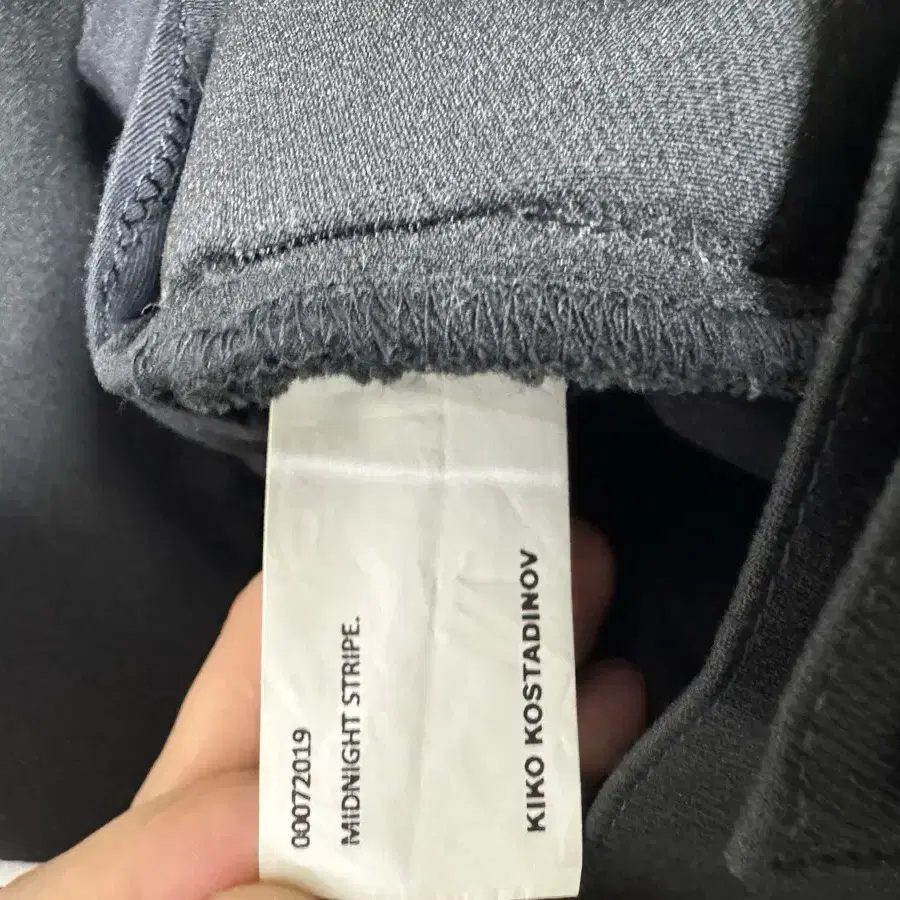 KIKO KOSTADINOV
MIDNIGHT STRIPE.
00072019